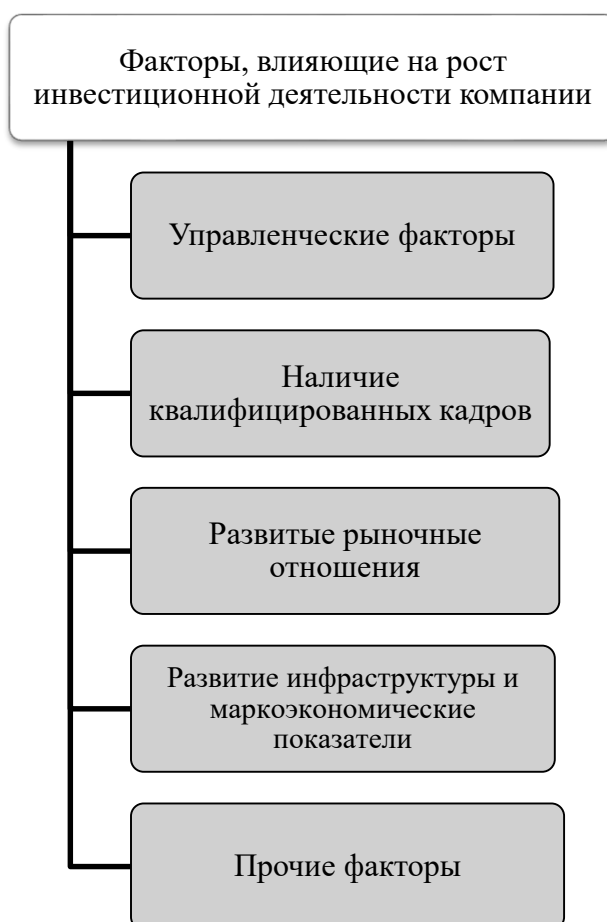 Факторы, влияющие на рост
инвестиционной деятельности компании
Управленческие факторы
Наличие
квалифицированных кадров
Развитые рыночные
отношения
Развитие инфраструктуры и
маркоэкономические
показатели
Прочие факторы